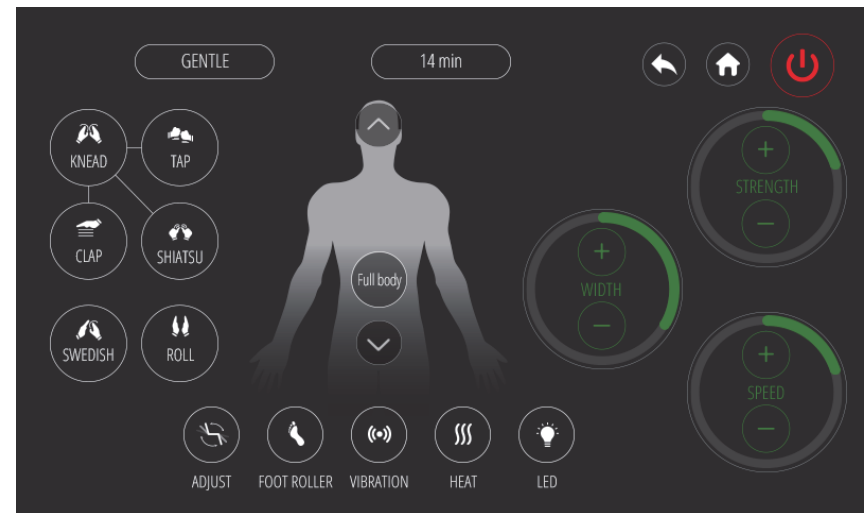 GENTLE
14 min
KNEAD
TAP
STRENGTH
CLAP
SHIATSU
Full body
WIDTH
SWEDISH
ROLL
SPEED
ADJUST
FOOT ROLLER
VIBRATION
HEAT
LED